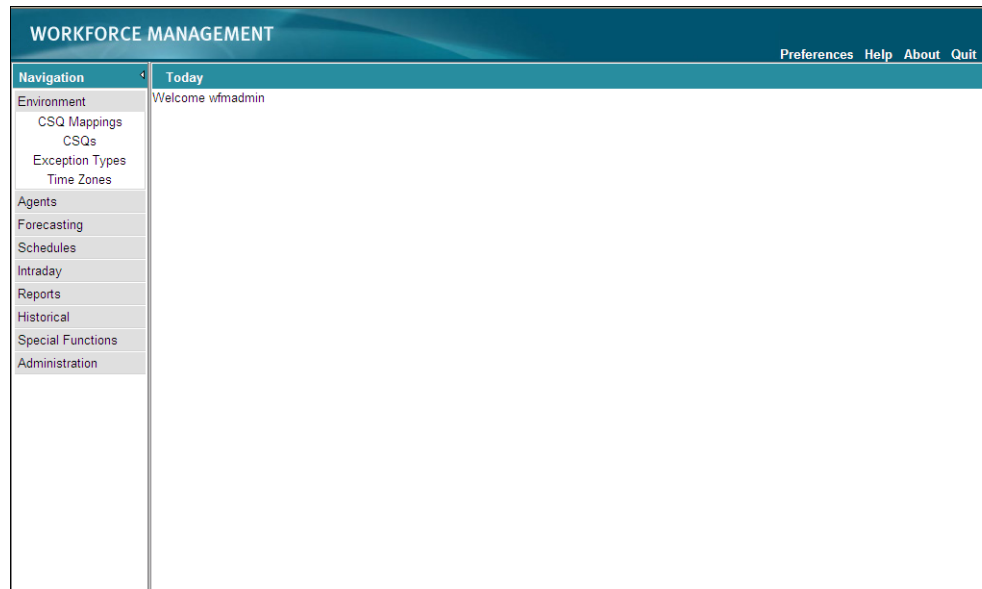 WORKFORCE MANAGEMENT
Preferences Help About Quit
Navigation
Today
Environment
Welcome wfmadmin
CSQ Mappings
CSQs
Exception Types
Time Zones
Agents
Forecasting
Schedules
Intraday
Reports
Historical
Special Functions
Administration